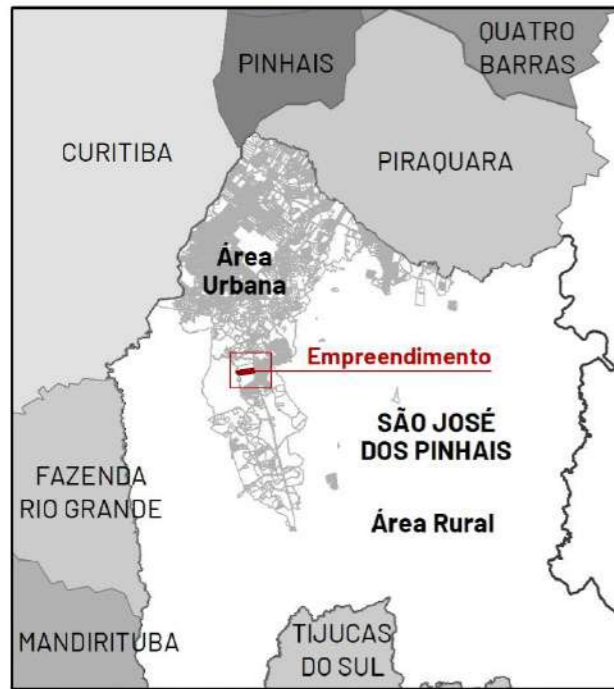 PINHAIS
QUATRO
BARRAS
CURITIBA
PIRAQUARA
Área
Urbana
Empreendimento
SÃO JOSÉ
DOS PINHAIS
FAZENDA
RIO GRANDE
Área Rural
MANDIRITUBA
TIJUCAS
DO SUL